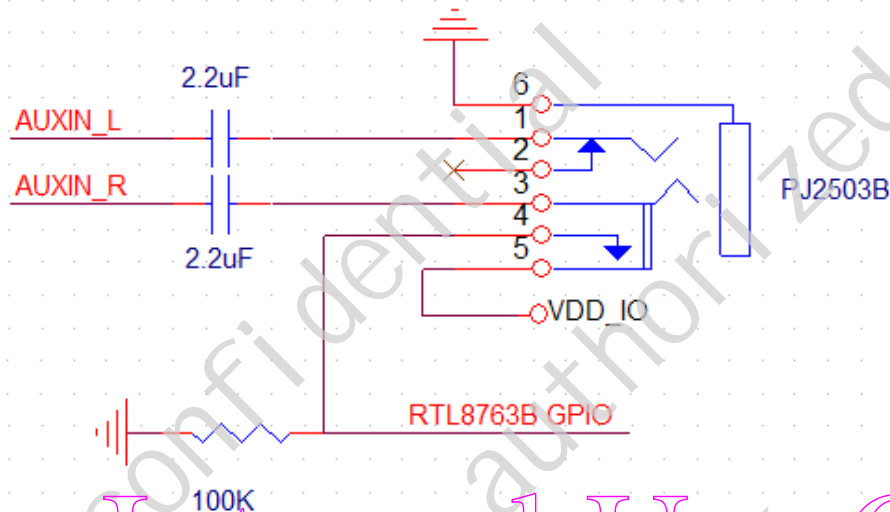 6
2.2uF
AUXIN_L
1
2
AUXIN_R
3
PJ2503B
4
2.2uF
5
VDD_IO
RTL8763B GPIO
100K
confidential
authorized